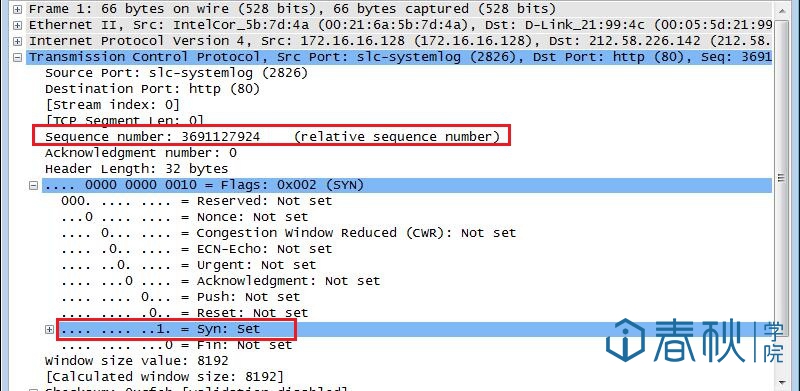 Frame 1: 66 bytes on wire (528 bits), 66 bytes captured (528 bits)
Ethernet II, Src: IntelCor_5b:7d:4a (00:21:6a:5b:7d:4a), Dst: D-Link_21:99:4c (00:05:5d:21:99
Internet Protocol Version 4, Src: 172.16.16.128 (172.16.16.128), Dst: 212.58.226.142 (212.58.
Transmission Control Protocol, Src Port: slc-systemlog (2826), Dst Port: http (80), Seq: 3691
Source Port: slc-systemlog (2826)
Destination Port: http (80)
[Stream index: 0]
[TCP Segment Len: 0]
Sequence number: 3691127924 (relative sequence number)
Acknowledgment number: 0
Header Length: 32 bytes
.... 0000 0000 0010 = Flags: 0x002 (SYN)
000. .... .... = Reserved: Not set
...0 .... .... = Nonce: Not set
.... 0... .... = Congestion Window Reduced (CWR): Not set
.... .0.. .... = ECN-Echo: Not set
.... ..0. .... = Urgent: Not set
.... ...0 .... = Acknowledgment: Not set
.... .... 0... = Push: Not set
.... .... .0.. = Reset: Not set
.... .... ..1. = Syn: Set
.... .... ...0 = Fin: Not set
Window size value: 8192
[Calculated window size: 8192]
春秋学院